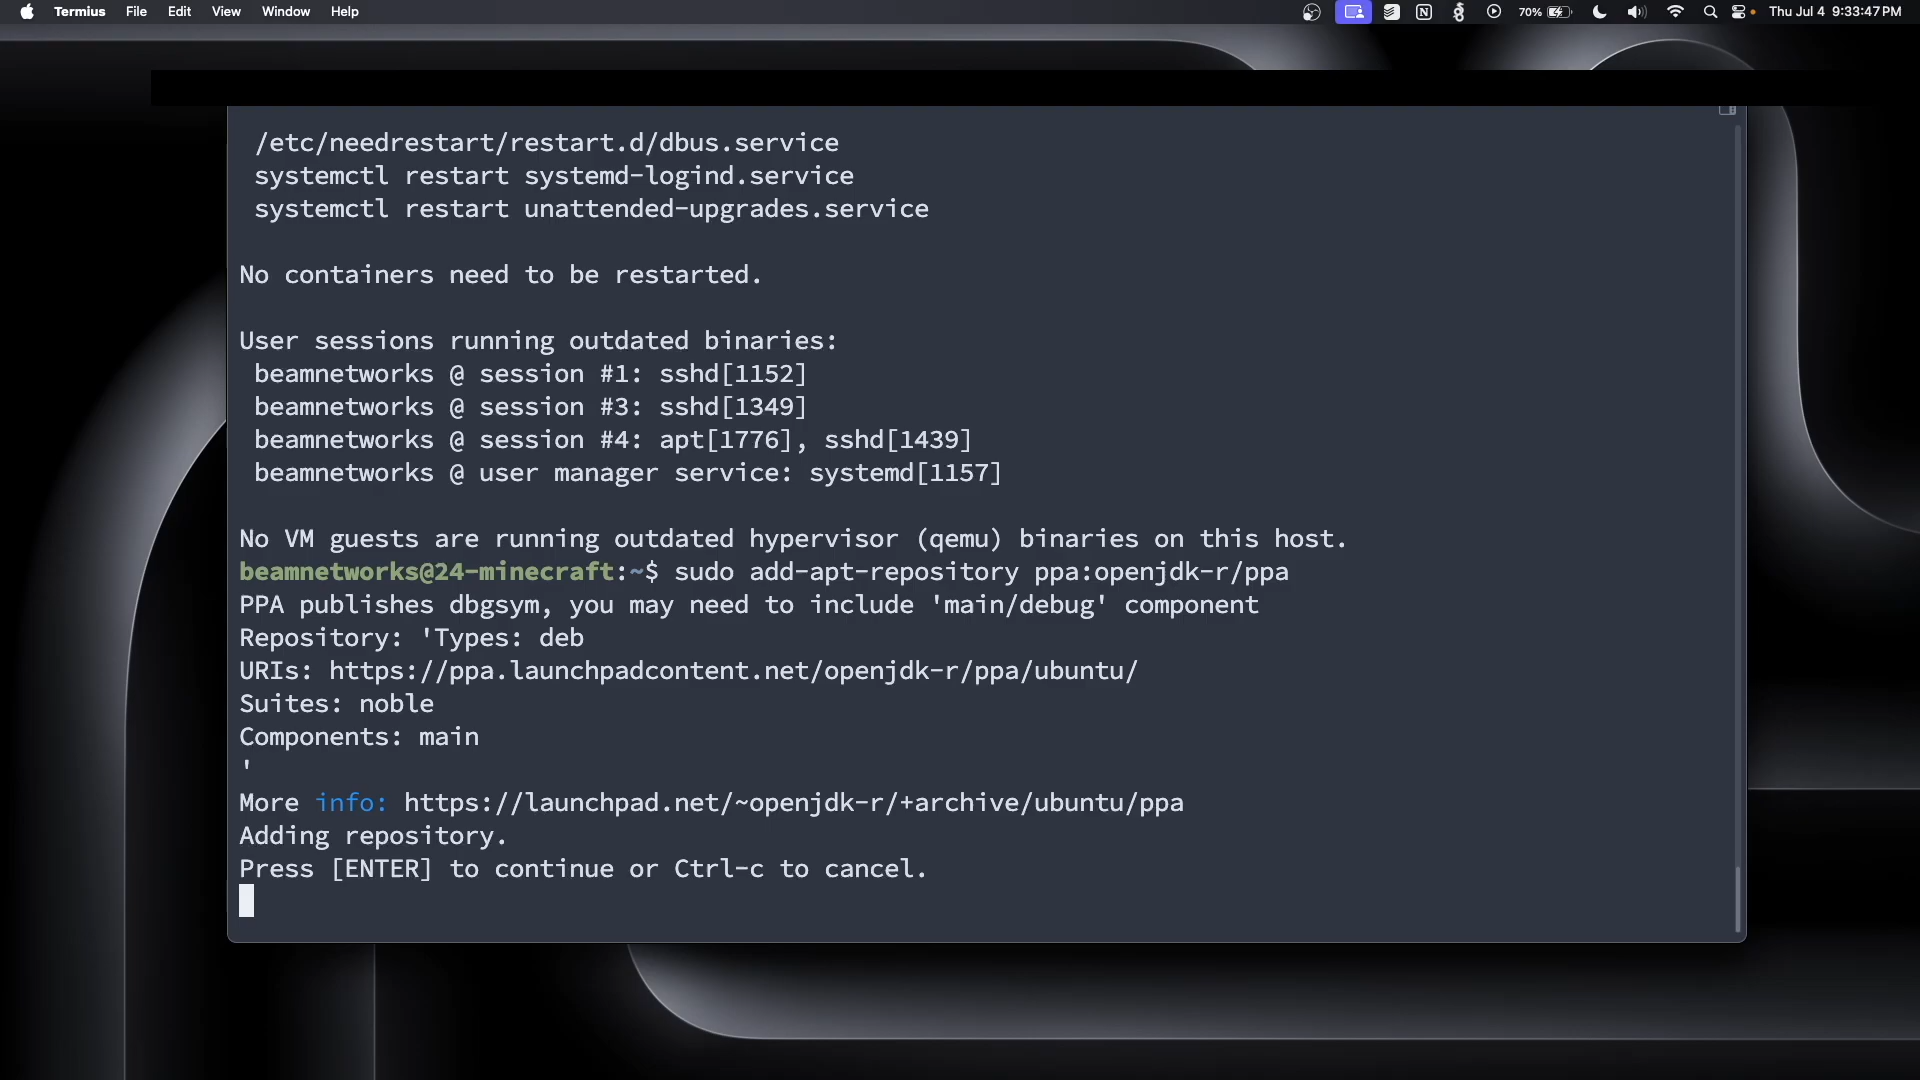 Termius File Edit View Window Help 70% Thu Jul 4 9:33:47 PM
/etc/needrestart/restart.d/dbus.service
systemctl restart systemd-logind.service
systemctl restart unattended-upgrades.service
No containers need to be restarted.
User sessions running outdated binaries:
beamnetworks @ session #1: sshd[1152]
beamnetworks @ session #3: sshd[1349]
beamnetworks @ session #4: apt[1776], sshd[1439]
beamnetworks @ user manager service: systemd[1157]
No VM guests are running outdated hypervisor (qemu) binaries on this host.
beamnetworks@24-minecraft:~$ sudo add-apt-repository ppa:openjdk-r/ppa
PPA publishes dbgsym, you may need to include 'main/debug' component
Repository: 'Types: deb
URIs: https://ppa.launchpadcontent.net/openjdk-r/ppa/ubuntu/
Suites: noble
Components: main
'
More info: https://launchpad.net/~openjdk-r/+archive/ubuntu/ppa
Adding repository.
Press [ENTER] to continue or Ctrl-c to cancel.